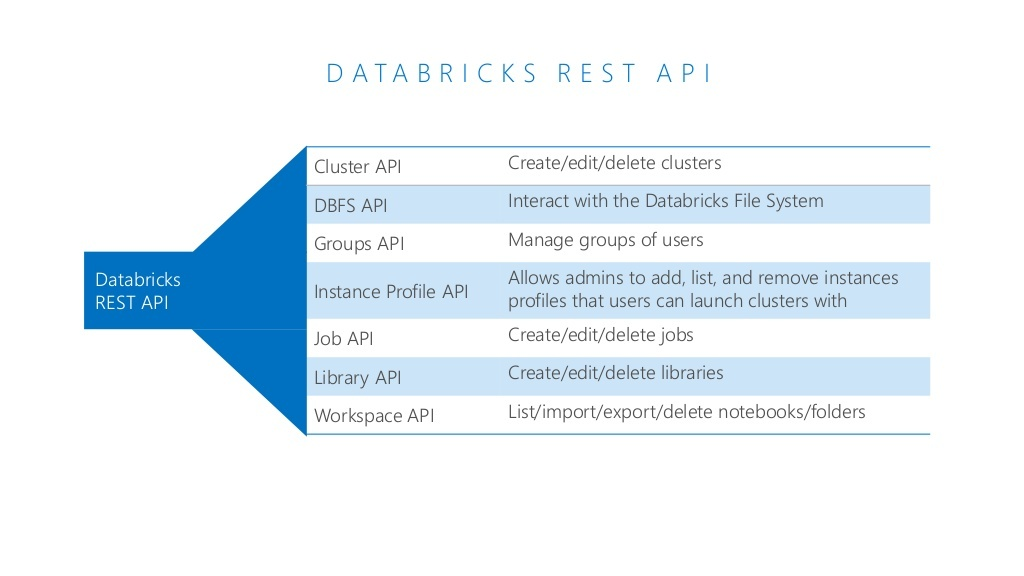 DATABRICKS REST API
Databricks
REST API
Cluster API
Create/edit/delete clusters
DBFS API
Interact with the Databricks File System
Groups API
Manage groups of users
Instance Profile API
Allows admins to add, list, and remove instances
profiles that users can launch clusters with
Job API
Create/edit/delete jobs
Library API
Create/edit/delete libraries
Workspace API
List/import/export/delete notebooks/folders